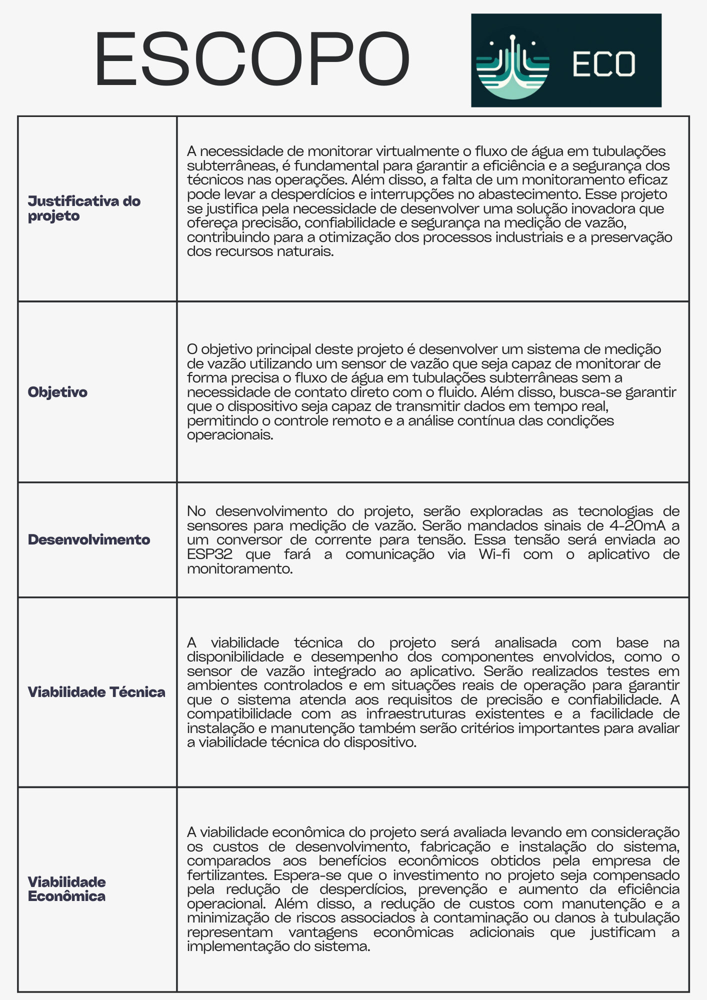 ESCOPO
ECO
Justificativa do
projeto
A necessidade de monitorar virtualmente o fluxo de água em tubulações
subterrâneas, é fundamental para garantir a eficiência e a segurança dos
técnicos nas operações. Além disso, a falta de um monitoramento eficaz
pode levar a desperdícios e interrupções no abastecimento. Esse projeto
se justifica pela necessidade de desenvolver uma solução inovadora que
ofereça precisão, confiabilidade e segurança na medição de vazão,
contribuindo para a otimização dos processos industriais e a preservação
dos recursos naturais.
Objetivo
O objetivo principal deste projeto é desenvolver um sistema de medição
de vazão utilizando um sensor de vazão que seja capaz de monitorar de
forma precisa o fluxo de água em tubulações subterrâneas sem a
necessidade de contato direto com o fluido. Além disso, busca-se garantir
que o dispositivo seja capaz de transmitir dados em tempo real,
permitindo o controle remoto e a análise contínua das condições
operacionais.
Desenvolvimento
No desenvolvimento do projeto, serão exploradas as tecnologias de
sensores para medição de vazão. Serão mandados sinais de 4-20mA a
um conversor de corrente para tensão. Essa tensão será enviada ao
ESP32 que fará a comunicação via Wi-fi com o aplicativo de
monitoramento.
Viabilidade Técnica
A viabilidade técnica do projeto será analisada com base na
disponibilidade e desempenho dos componentes envolvidos, como o
sensor de vazão integrado ao aplicativo. Serão realizados testes em
ambientes controlados e em situações reais de operação para garantir
que o sistema atenda aos requisitos de precisão e confiabilidade. A
compatibilidade com as infraestruturas existentes e a facilidade de
instalação e manutenção também serão critérios importantes para avaliar
a viabilidade técnica do dispositivo.
Viabilidade
Econômica
A viabilidade econômica do projeto será avaliada levando em consideração
os custos de desenvolvimento, fabricação e instalação do sistema,
comparados aos benefícios econômicos obtidos pela empresa de
fertilizantes. Espera-se que o investimento no projeto seja compensado
pela redução de desperdícios, prevenção e aumento da eficiência
operacional. Além disso, a redução de custos com manutenção e a
minimização de riscos associados à contaminação ou danos à tubulação
representam vantagens econômicas adicionais que justificam a
implementação do sistema.